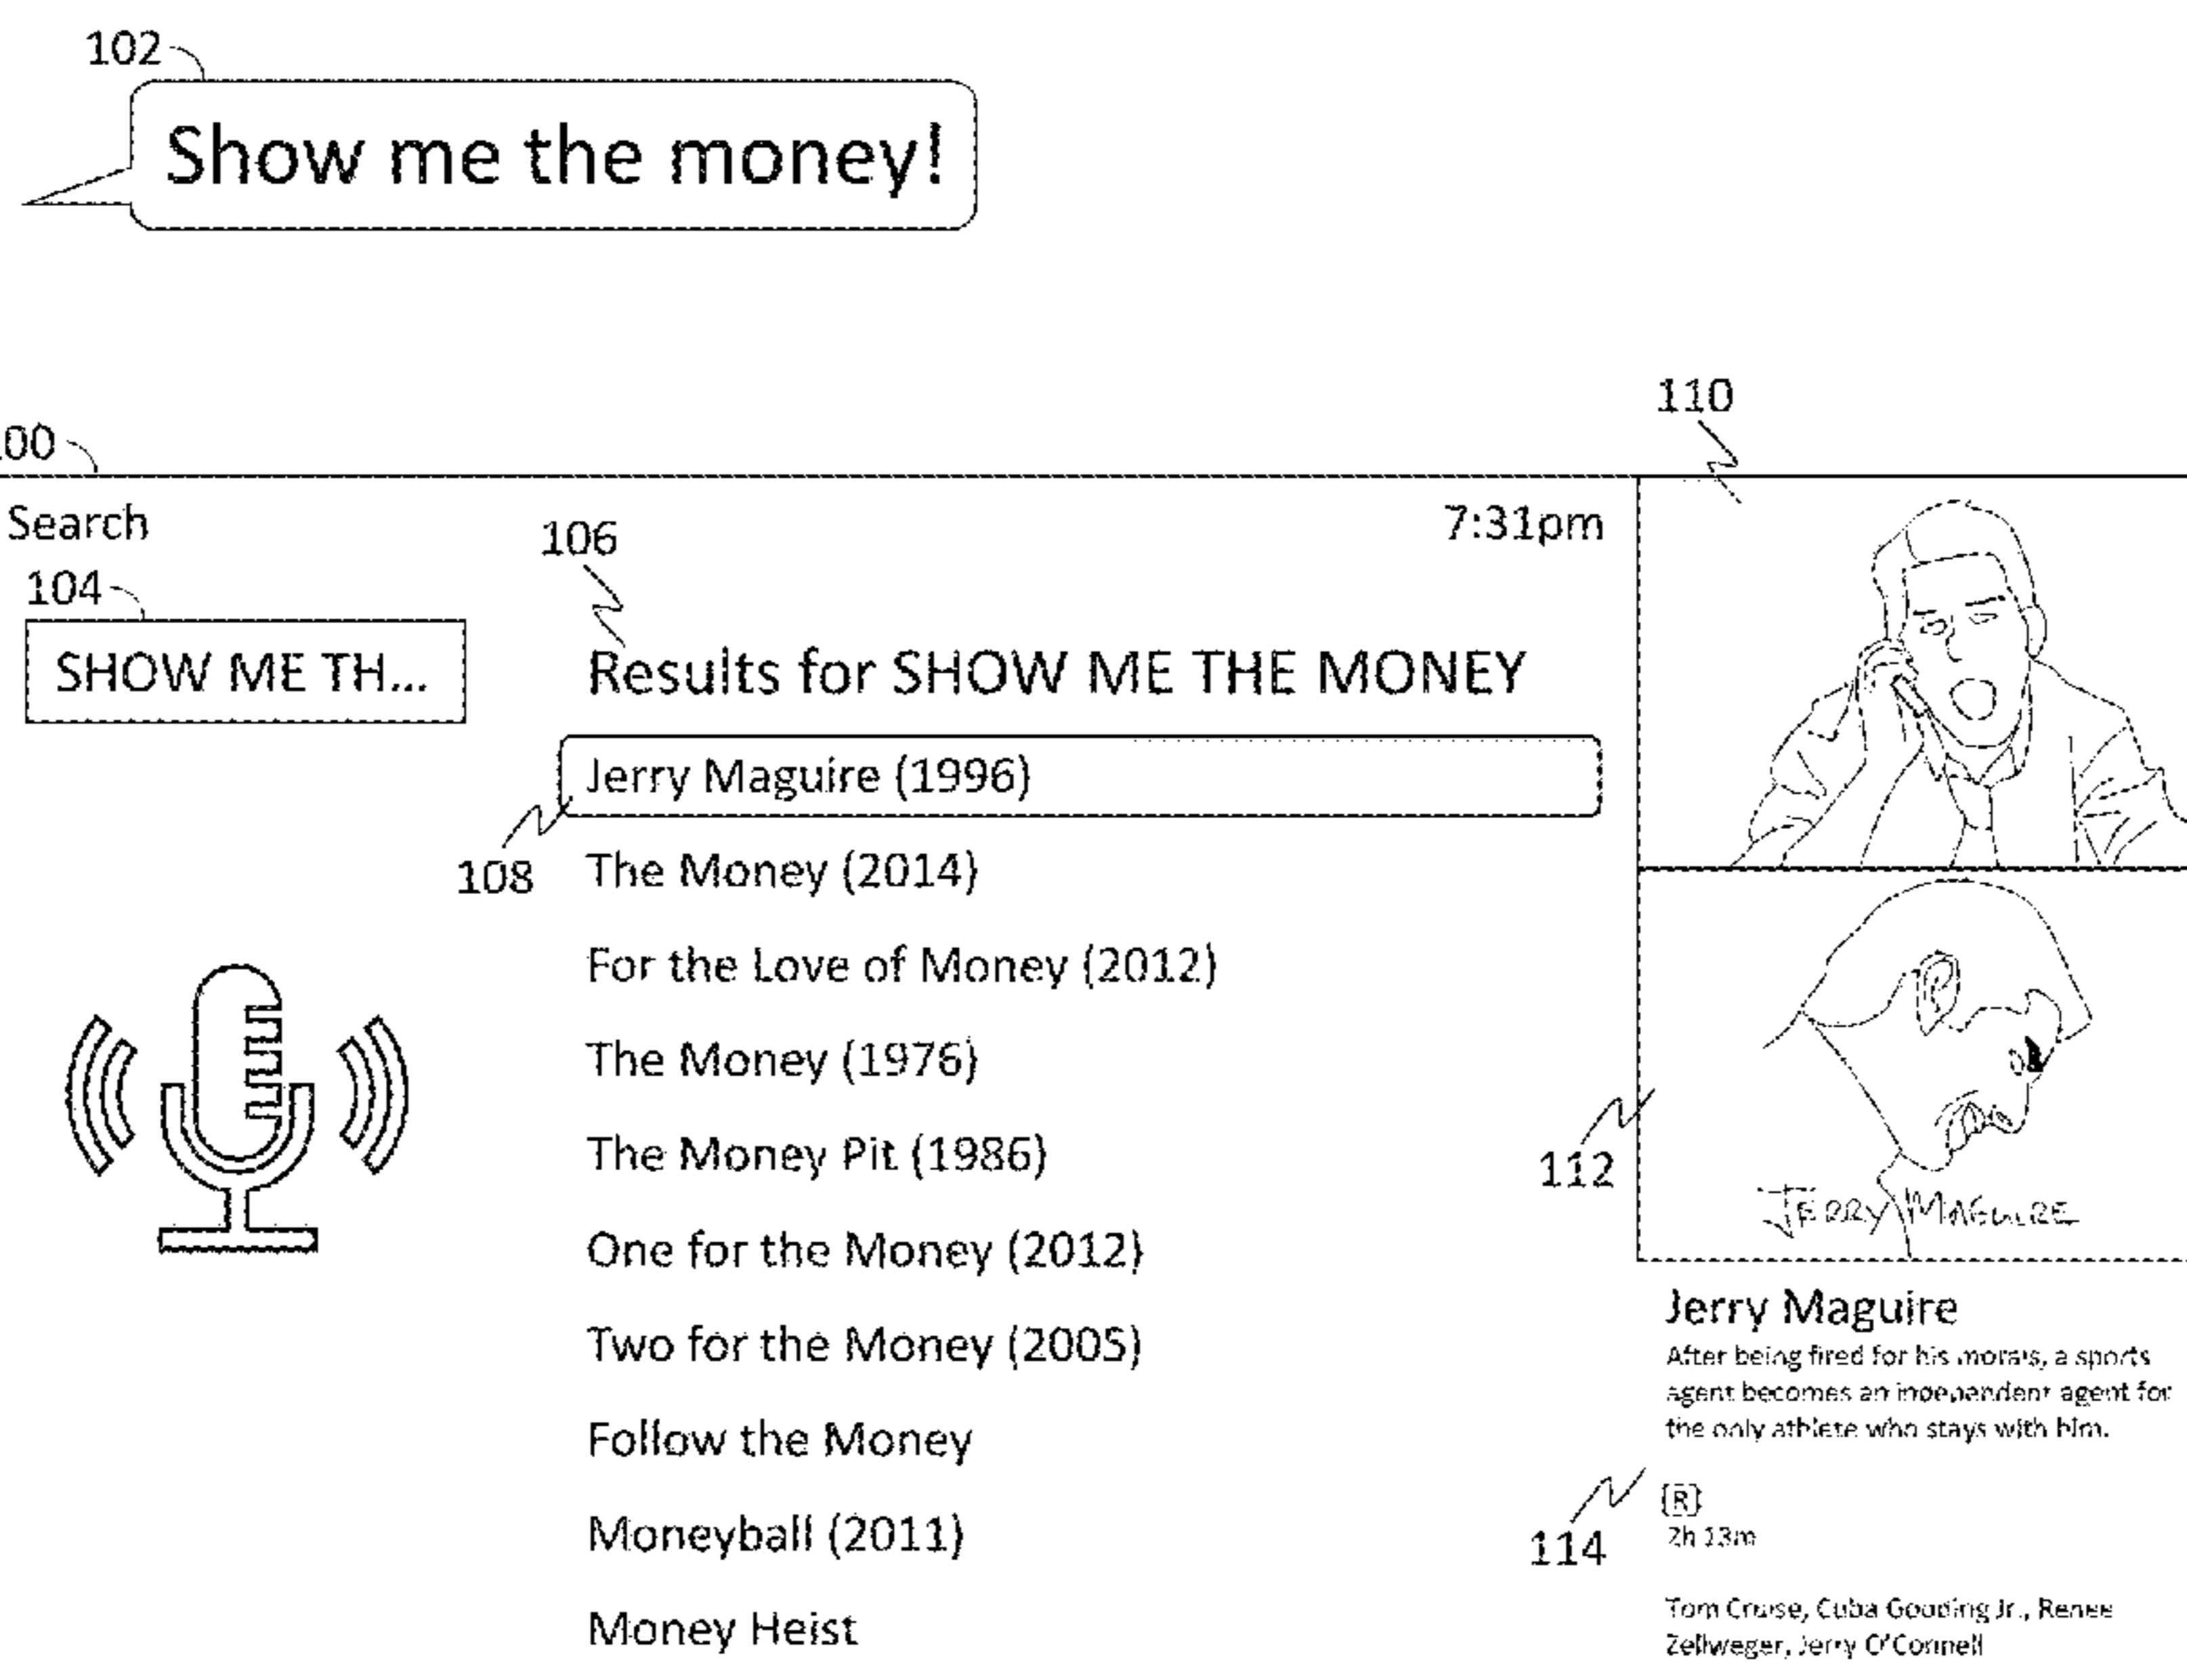 102
Show me the money!
110
00
Search
7:31pm
106
104
SHOW ME TH...
Results for SHOW ME THE MONEY
Jerry Maguire (1996)
108
The Money (2014)
For the Love of Money (2012)
The Money (1976)
The Money Pit (1986)
One for the Money (2012)
Two for the Money (2005)
Follow the Money
Moneyball (2011)
Money Heist
112
JERRY MAGUIRE
Jerry Maguire
After being fired for his morals, a sports
agent becomes an independent agent for
the only athlete who stays with him.
114
R
2h 13m
Tom Cruise, Cuba Gooding Jr., Renee
Zellweger, Jerry O'Connell